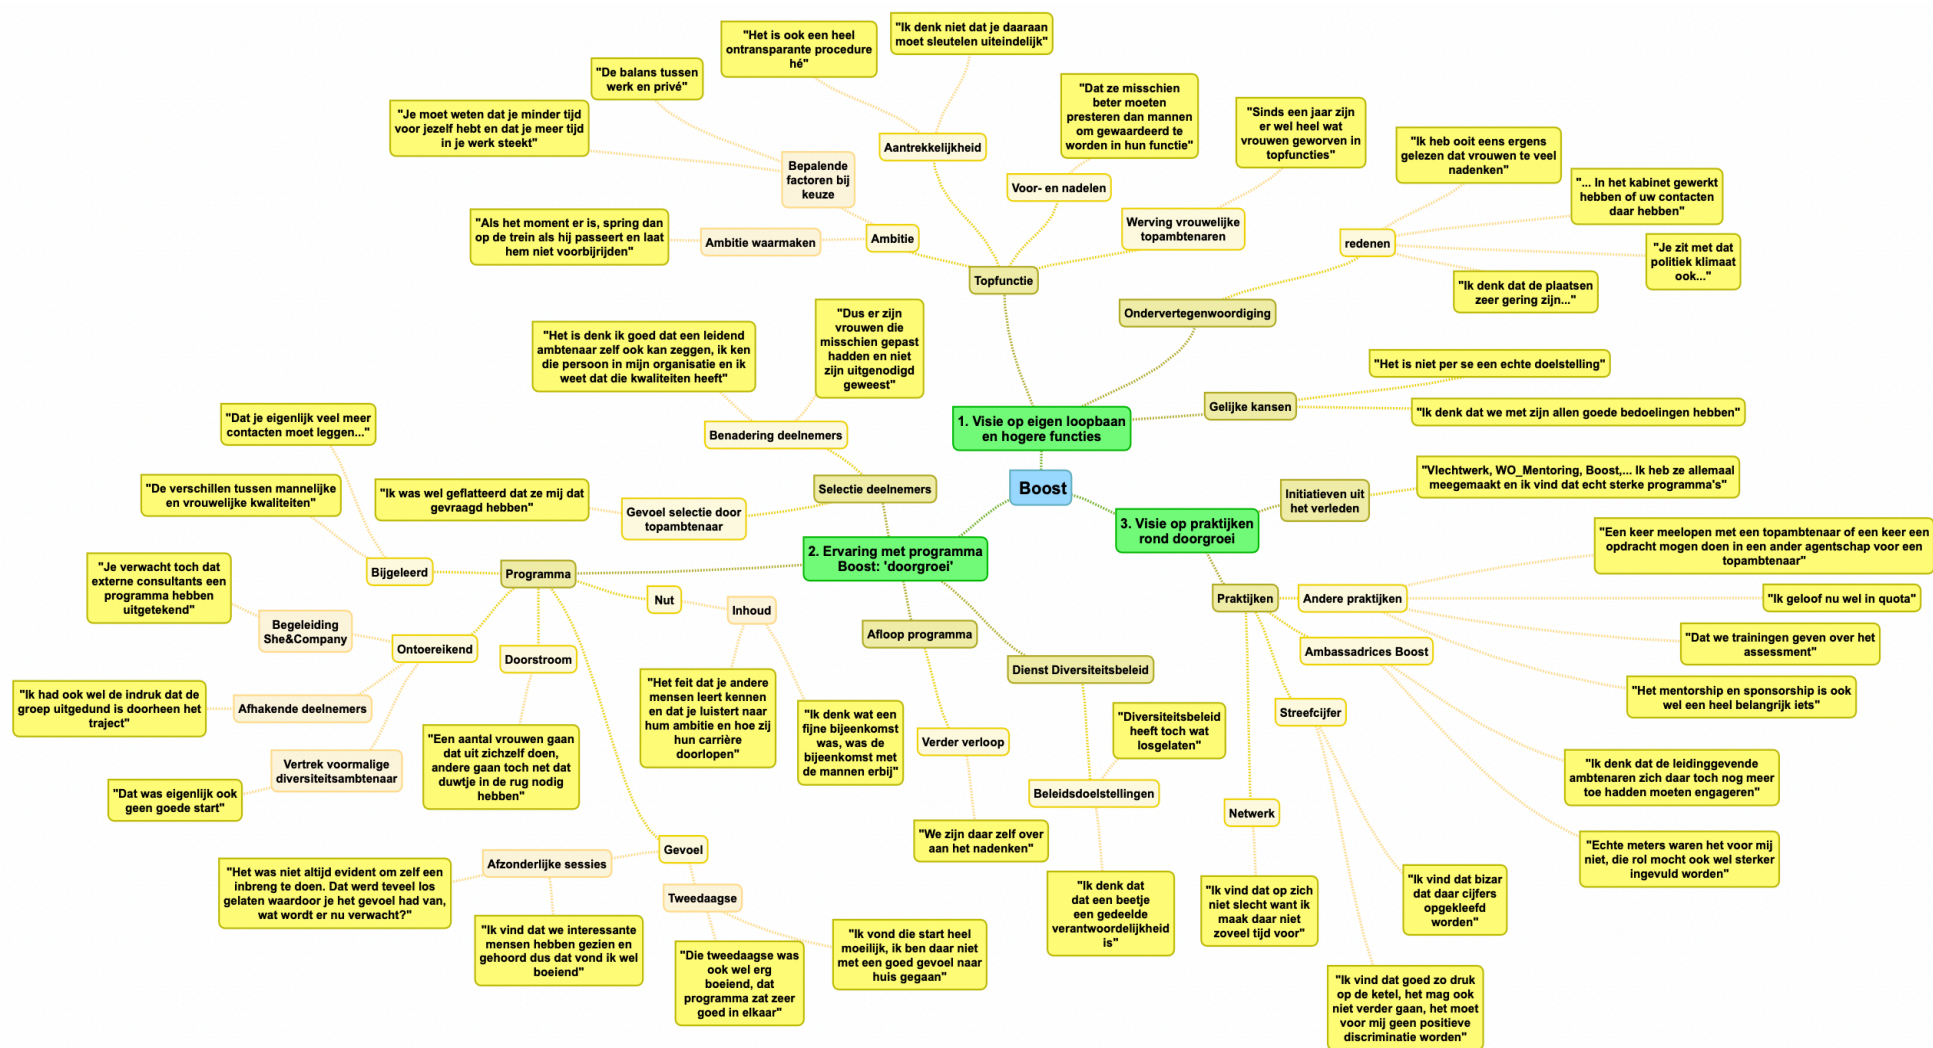 Boost
1. Visie op eigen loopbaan
en hogere functies
Topfunctie
Aantrekkelijkheid
"Het is ook een heel
ontransparante procedure
hé"
"Ik denk niet dat je daaraan
moet sleutelen uiteindelijk"
Voor- en nadelen
"Dat ze misschien
beter moeten
presteren dan mannen
om gewaardeerd te
worden in hun functie"
Werving vrouwelijke
topambtenaren
"Sinds een jaar zijn
er wel heel wat
vrouwen geworven in
topfuncties"
Ambitie
Bepalende
factoren bij
keuze
"De balans tussen
werk en privé"
"Je moet weten dat je minder tijd
voor jezelf hebt en dat je meer tijd
in je werk steekt"
Ambitie waarmaken
"Als het moment er is, spring dan
op de trein als hij passeert en laat
hem niet voorbijrijden"
Ondervertegenwoordiging
redenen
"Ik heb ooit eens ergens
gelezen dat vrouwen te veel
nadenken"
"... In het kabinet gewerkt
hebben of uw contacten
daar hebben"
"Je zit met dat
politiek klimaat
ook..."
"Ik denk dat de plaatsen
zeer gering zijn..."
Gelijke kansen
"Het is niet per se een echte doelstelling"
"Ik denk dat we met zijn allen goede bedoelingen hebben"
2. Ervaring met programma
Boost: 'doorgroei'
Selectie deelnemers
Benadering deelnemers
"Het is denk ik goed dat een leidend
ambtenaar zelf ook kan zeggen, ik ken
die persoon in mijn organisatie en ik
weet dat die kwaliteiten heeft"
"Dus er zijn
vrouwen die
misschien gepast
hadden en niet
zijn uitgenodigd
geweest"
Gevoel selectie door
topambtenaar
"Ik was wel geflatteerd dat ze mij dat
gevraagd hebben"
Programma
Bijgeleerd
"Dat je eigenlijk veel meer
contacten moet leggen..."
"De verschillen tussen mannelijke
en vrouwelijke kwaliteiten"
Ontoereikend
Begeleiding
She&Company
"Je verwacht toch dat
externe consultants een
programma hebben
uitgetekend"
Afhakende deelnemers
"Ik had ook wel de indruk dat de
groep uitgedund is doorheen het
traject"
Vertrek voormalige
diversiteitsambtenaar
"Dat was eigenlijk ook
geen goede start"
Doorstroom
"Een aantal vrouwen gaan
dat uit zichzelf doen,
andere gaan toch net dat
duwtje in de rug nodig
hebben"
Nut
Inhoud
"Het feit dat je andere
mensen leert kennen
en dat je luistert naar
hum ambitie en hoe zij
hun carrière
doorlopen"
"Ik denk wat een
fijne bijeenkomst
was, was de
bijeenkomst met
de mannen erbij"
Gevoel
Afzonderlijke sessies
"Het was niet altijd evident om zelf een
inbreng te doen. Dat werd teveel los
gelaten waardoor je het gevoel had van,
wat wordt er nu verwacht?"
"Ik vind dat we interessante
mensen hebben gezien en
gehoord dus dat vond ik wel
boeiend"
Tweedaagse
"Die tweedaagse was
ook wel erg
boeiend, dat
programma zat zeer
goed in elkaar"
"Ik vond die start heel
moeilijk, ik ben daar niet
met een goed gevoel naar
huis gegaan"
Afloop programma
Verder verloop
"We zijn daar zelf over
aan het nadenken"
Dienst Diversiteitsbeleid
Beleidsdoelstellingen
"Diversiteitsbeleid
heeft toch wat
losgelaten"
"Ik denk dat
dat een beetje
een gedeelde
verantwoordelijkheid
is"
3. Visie op praktijken
rond doorgroei
Initiatieven uit
het verleden
"Vlechtwerk, WO_Mentoring, Boost,... Ik heb ze allemaal
meegemaakt en ik vind dat echt sterke programma's"
Praktijken
Andere praktijken
"Een keer meelopen met een topambtenaar of een keer een
opdracht mogen doen in een ander agentschap voor een
topambtenaar"
"Ik geloof nu wel in quota"
"Dat we trainingen geven over het
assessment"
"Het mentorship en sponsorship is ook
wel een heel belangrijk iets"
Ambassadrices Boost
"Ik denk dat de leidinggevende
ambtenaren zich daar toch nog meer
toe hadden moeten engageren"
"Echte meters waren het voor mij
niet, die rol mocht ook wel sterker
ingevuld worden"
Streefcijfer
"Ik vind dat bizar
dat daar cijfers
opgekleefd
worden"
"Ik vind dat goed zo druk
op de ketel, het mag ook
niet verder gaan, het moet
voor mij geen positieve
discriminatie worden"
Netwerk
"Ik vind dat op zich
niet slecht want ik
maak daar niet
zoveel tijd voor"